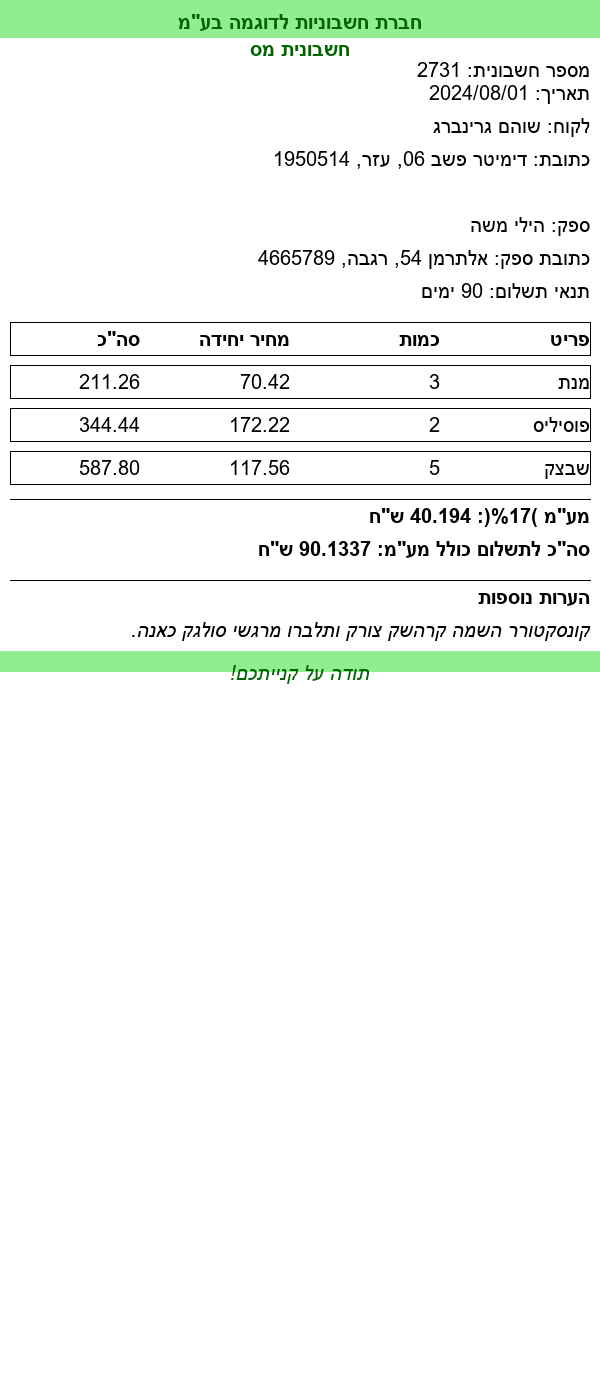 חברת חשבוניות לדוגמה בע"מ
חשבונית מס
מספר חשבונית: 2731
תאריך: 2024/08/01
לקוח: שוהם גרינברג
כתובת: דימיטר פשב 06, עזר, 1950514
ספק: הילי משה
כתובת ספק: אלתרמן 54, רגבה, 4665789
תנאי תשלום: 90 ימים
פריט כמות מחיר יחידה סה"כ
מנת 3 70.42 211.26
פוסיליס 2 172.22 344.44
שבצק 5 117.56 587.80
מע"מ )17%(: 40.194 ש"ח
סה"כ לתשלום כולל מע"מ: 90.1337 ש"ח
הערות נוספות
קונסקטורר השמה קרהשק צורק ותלברו מרגשי סולגק כאנה.
תודה על קנייתכם!